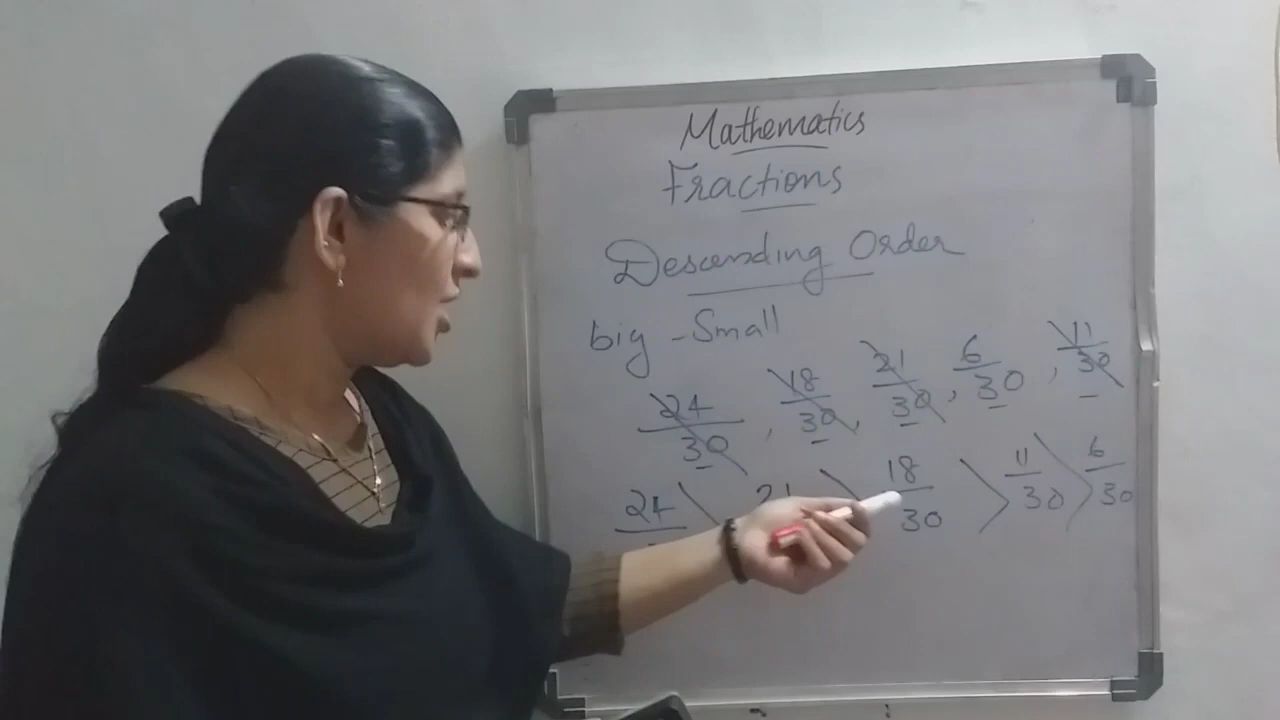 Mathematics
Fractions
Descending Order
big - Small
24/30, 18/30, 21/30, 6/30, 11/30
24 > 21 > 18/30 > 11/30 > 6/30